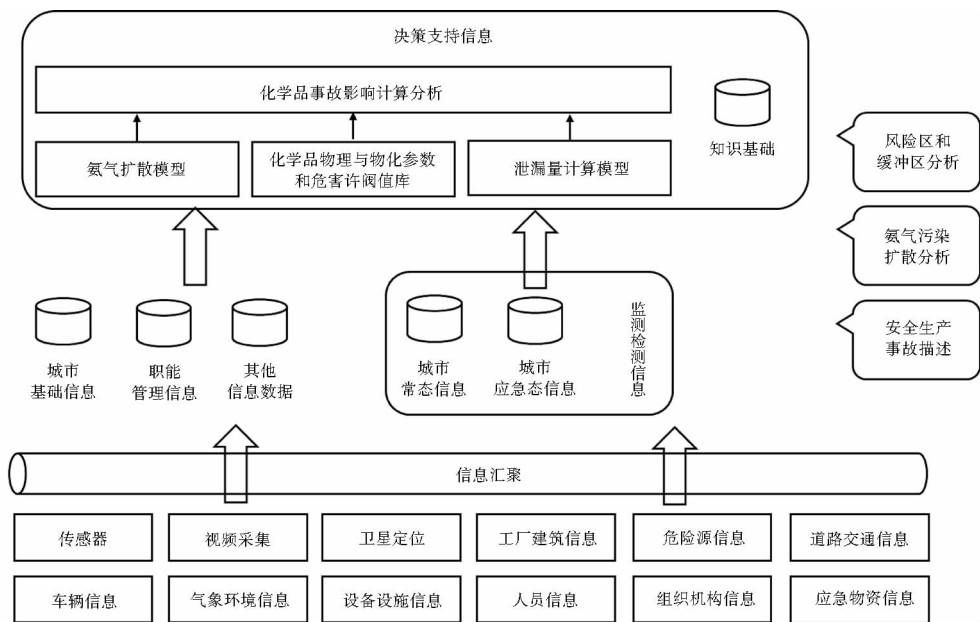 决策支持信息
化学品事故影响计算分析
氨气扩散模型
化学品物理与物化参数
和危害许阀值库
泄漏量计算模型
知识基础
风险区和
缓冲区分析
氨气污染
扩散分析
安全生产
事故描述
城市
基础信息
职能
管理信息
其他
信息数据
城市
常态信息
城市
应急态信息
监测检测信息
信息汇聚
传感器
视频采集
卫星定位
工厂建筑信息
危险源信息
道路交通信息
车辆信息
气象环境信息
设备设施信息
人员信息
组织机构信息
应急物资信息